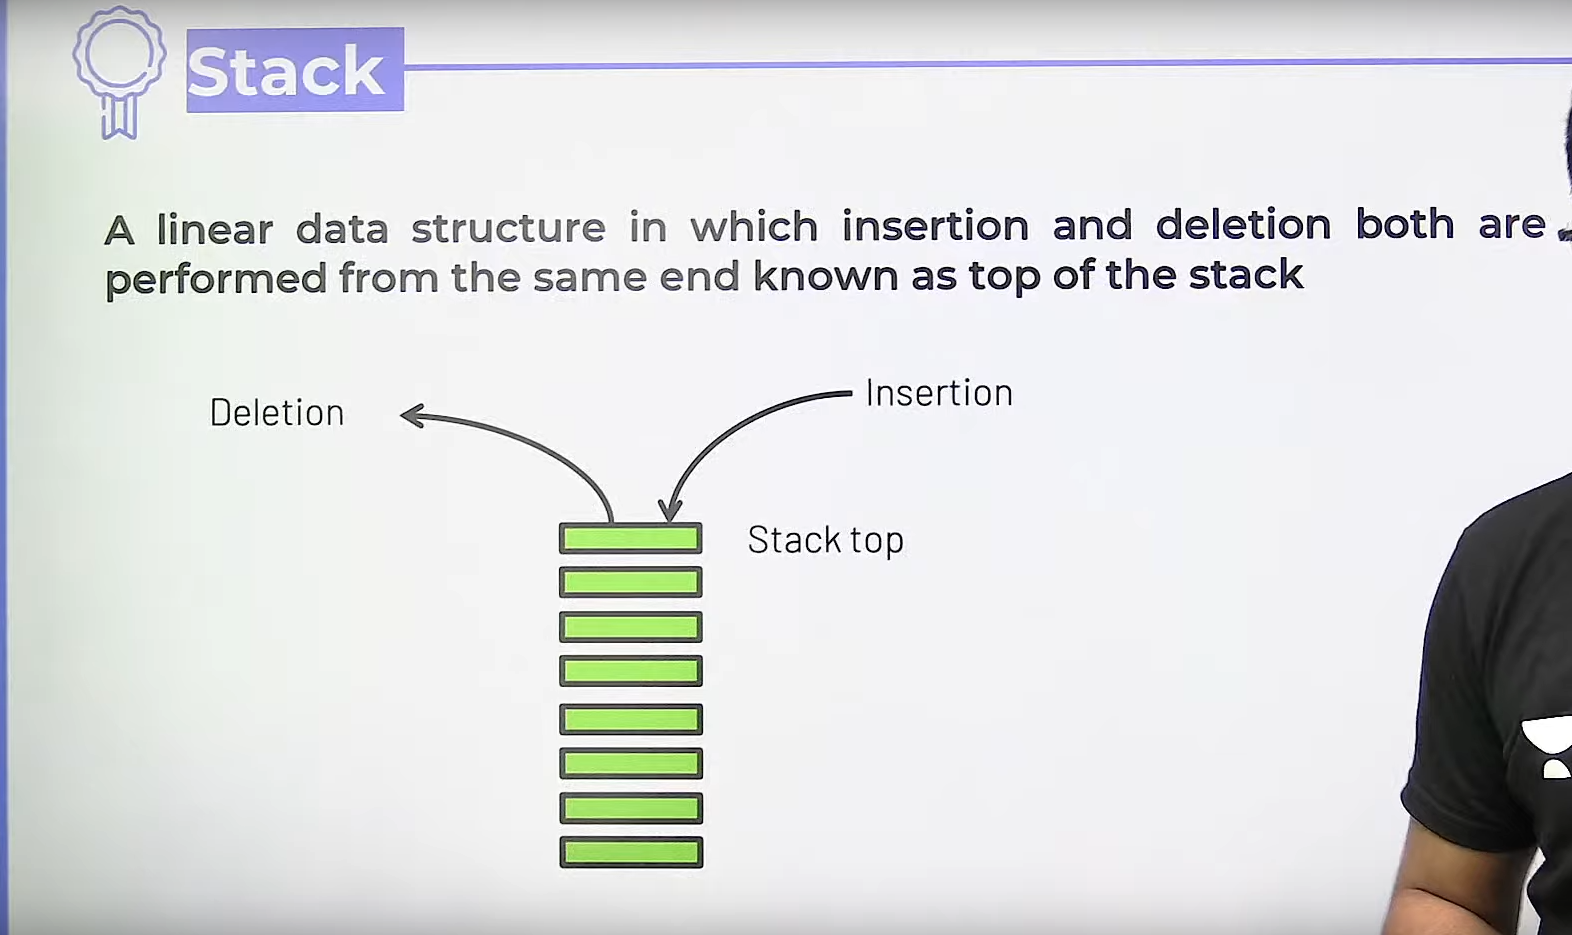 Stack
A linear data structure in which insertion and deletion both are
performed from the same end known as top of the stack
Deletion
Insertion
Stack top